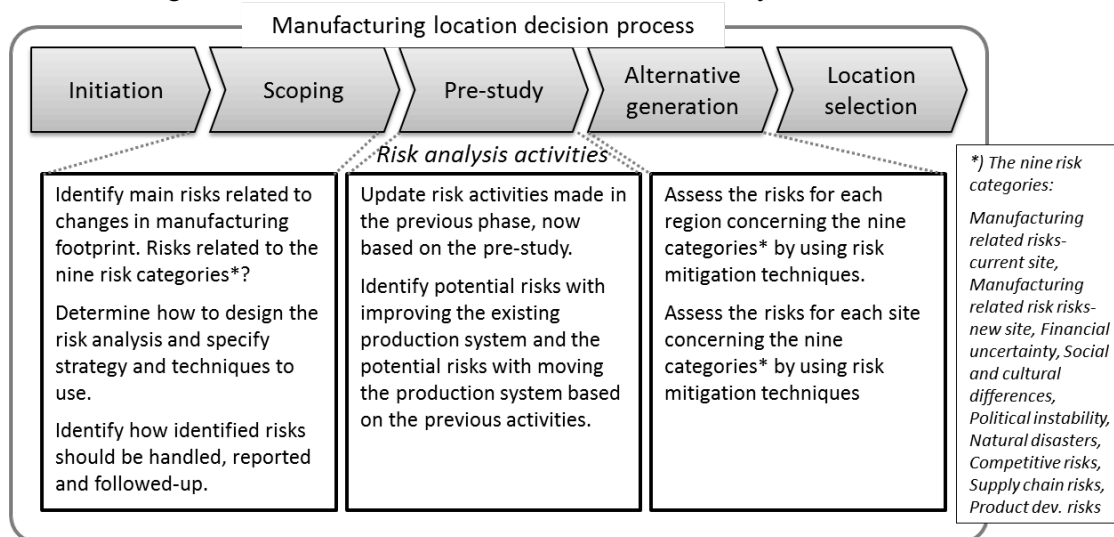 Manufacturing location decision process
Initiation
Scoping
Pre-study
Alternative
generation
Location
selection
Risk analysis activities
Identify main risks related to
changes in manufacturing
footprint. Risks related to the
nine risk categories*?
Determine how to design the
risk analysis and specify
strategy and techniques to
use.
Identify how identified risks
should be handled, reported
and followed-up.
Update risk activities made in
the previous phase, now
based on the pre-study.
Identify potential risks with
improving the existing
production system and the
potential risks with moving
the production system based
on the previous activities.
Assess the risks for each
region concerning the nine
categories* by using risk
mitigation techniques.
Assess the risks for each site
concerning the nine
categories* by using risk
mitigation techniques
*) The nine risk
categories:
Manufacturing
related risks-
current site,
Manufacturing
related risk risks-
new site, Financial
uncertainty, Social
and cultural
differences,
Political instability,
Natural disasters,
Competitive risks,
Supply chain risks,
Product dev. risks